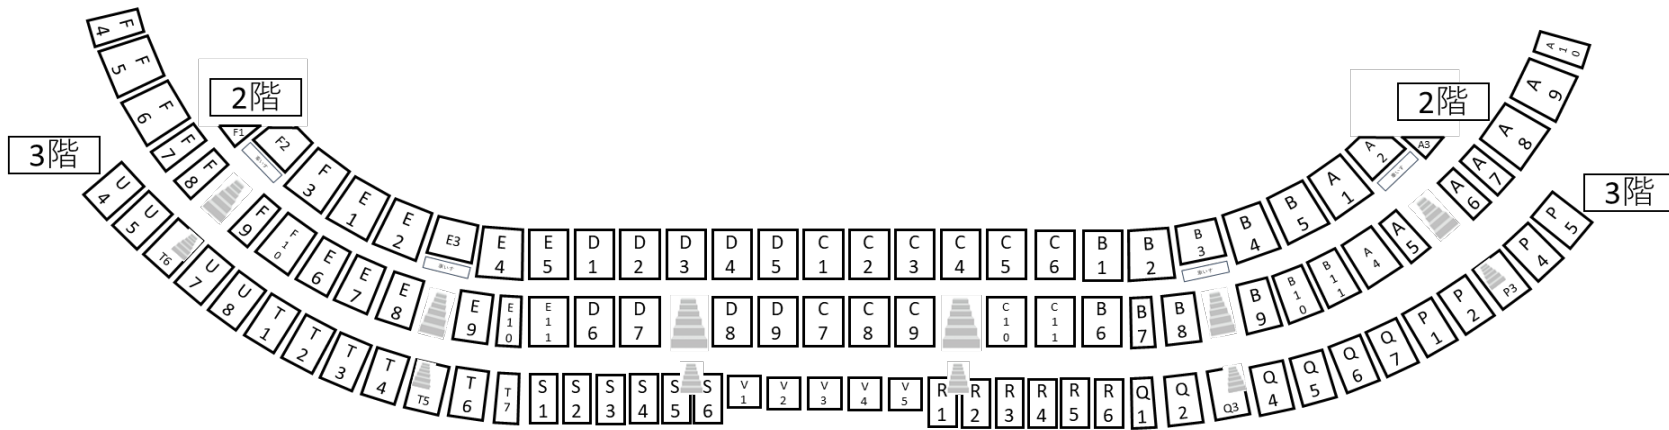 F4
F5
F6
F7
F8
F9
F10
E6
E7
E8
E9
E10
E11
D6
D7
D8
D9
C7
C8
C9
C10
C11
B6
B7
B8
B9
B10
B11
A4
A5
A6
A7
A8
A9
A10
2階
2階
F1
F2
F3
E1
E2
E3
E4
E5
D1
D2
D3
D4
D5
C1
C2
C3
C4
C5
C6
B1
B2
B3
B4
B5
A1
A2
A3
3階
3階
U4
U5
T6
U7
U8
T1
T2
T3
T4
T5
T6
T7
S1
S2
S3
S4
S5
S6
V1
V2
V3
V4
V5
R1
R2
R3
R4
R5
R6
Q1
Q2
Q3
Q4
Q5
Q6
Q7
P1
P2
P3
P4
P5